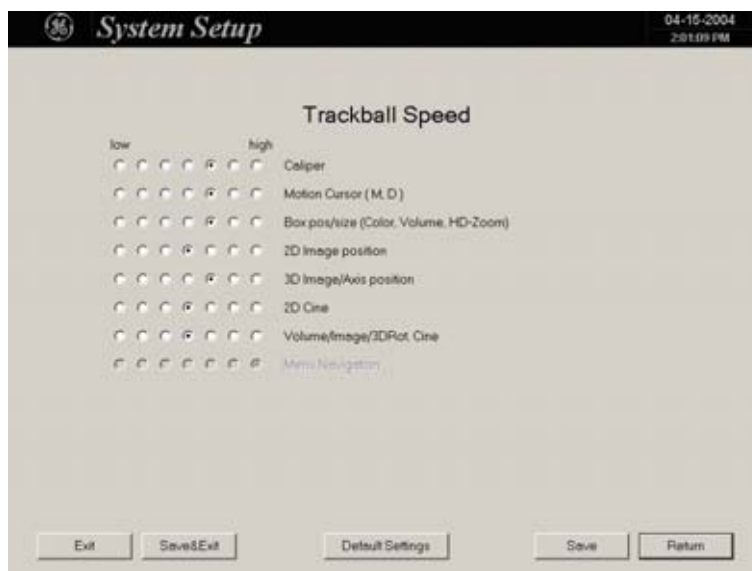 GE System Setup 04-15-2004
2:01:09 PM
Trackball Speed
low high
Caliper
Motion Cursor ( M, D )
Box pos/size (Color, Volume, HD-Zoom)
2D Image position
3D Image/Axis position
2D Cine
Volume/Image/3DRot. Cine
Menu Navigation
Exit Save&Exit Default Settings Save Return